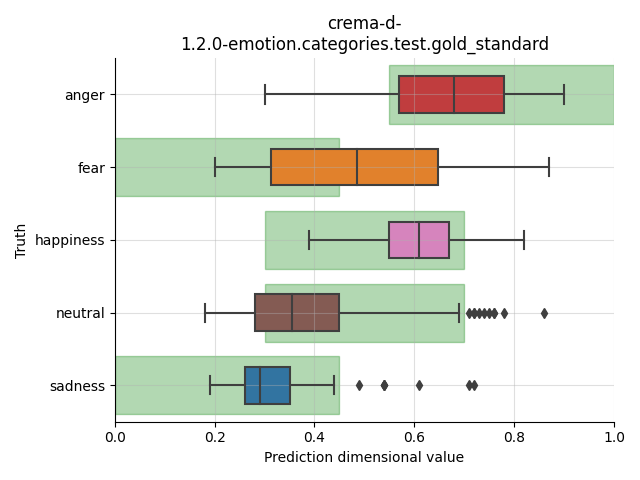 crema-d-
1.2.0-emotion.categories.test.gold_standard
anger
fear
happiness
neutral
sadness
Truth
0.0 0.2 0.4 0.6 0.8 1.0
Prediction dimensional value